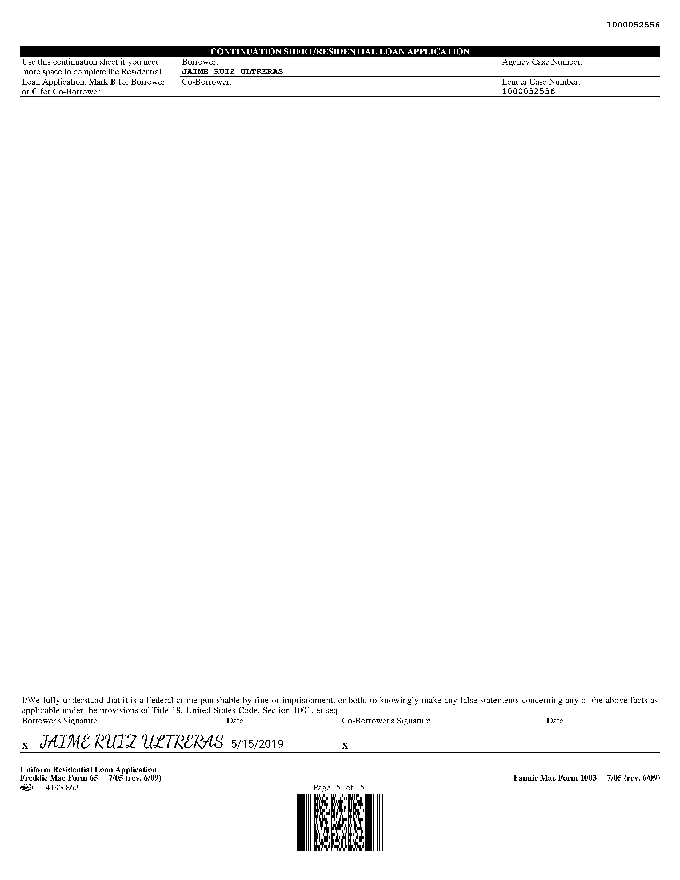 1000052556
CONTINUATION SHEET/RESIDENTIAL LOAN APPLICATION
Use this continuation sheet if you need
more space to complete the Residential
Loan Application. Mark B for Borrower
or C for Co-Borrower.
Borrower:
JAIME RUIZ ULTRERAS
Co-Borrower:
Agency Case Number:
Lender Case Number:
1000052556
I/We fully understand that it is a Federal crime punishable by fine or imprisonment, or both, to knowingly make any false statements concerning any of the above facts as
applicable under the provisions of Title 18, United States Code, Section 1001, et seq.
Borrower's Signature Date Co-Borrower's Signature Date
X JAIME RUIZ ULTRERAS 5/15/2019 X
Uniform Residential Loan Application
Freddie Mac Form 65 7/05 (rev. 6/09) Fannie Mae Form 1003 7/05 (rev. 6/09)
Page 5 of 5